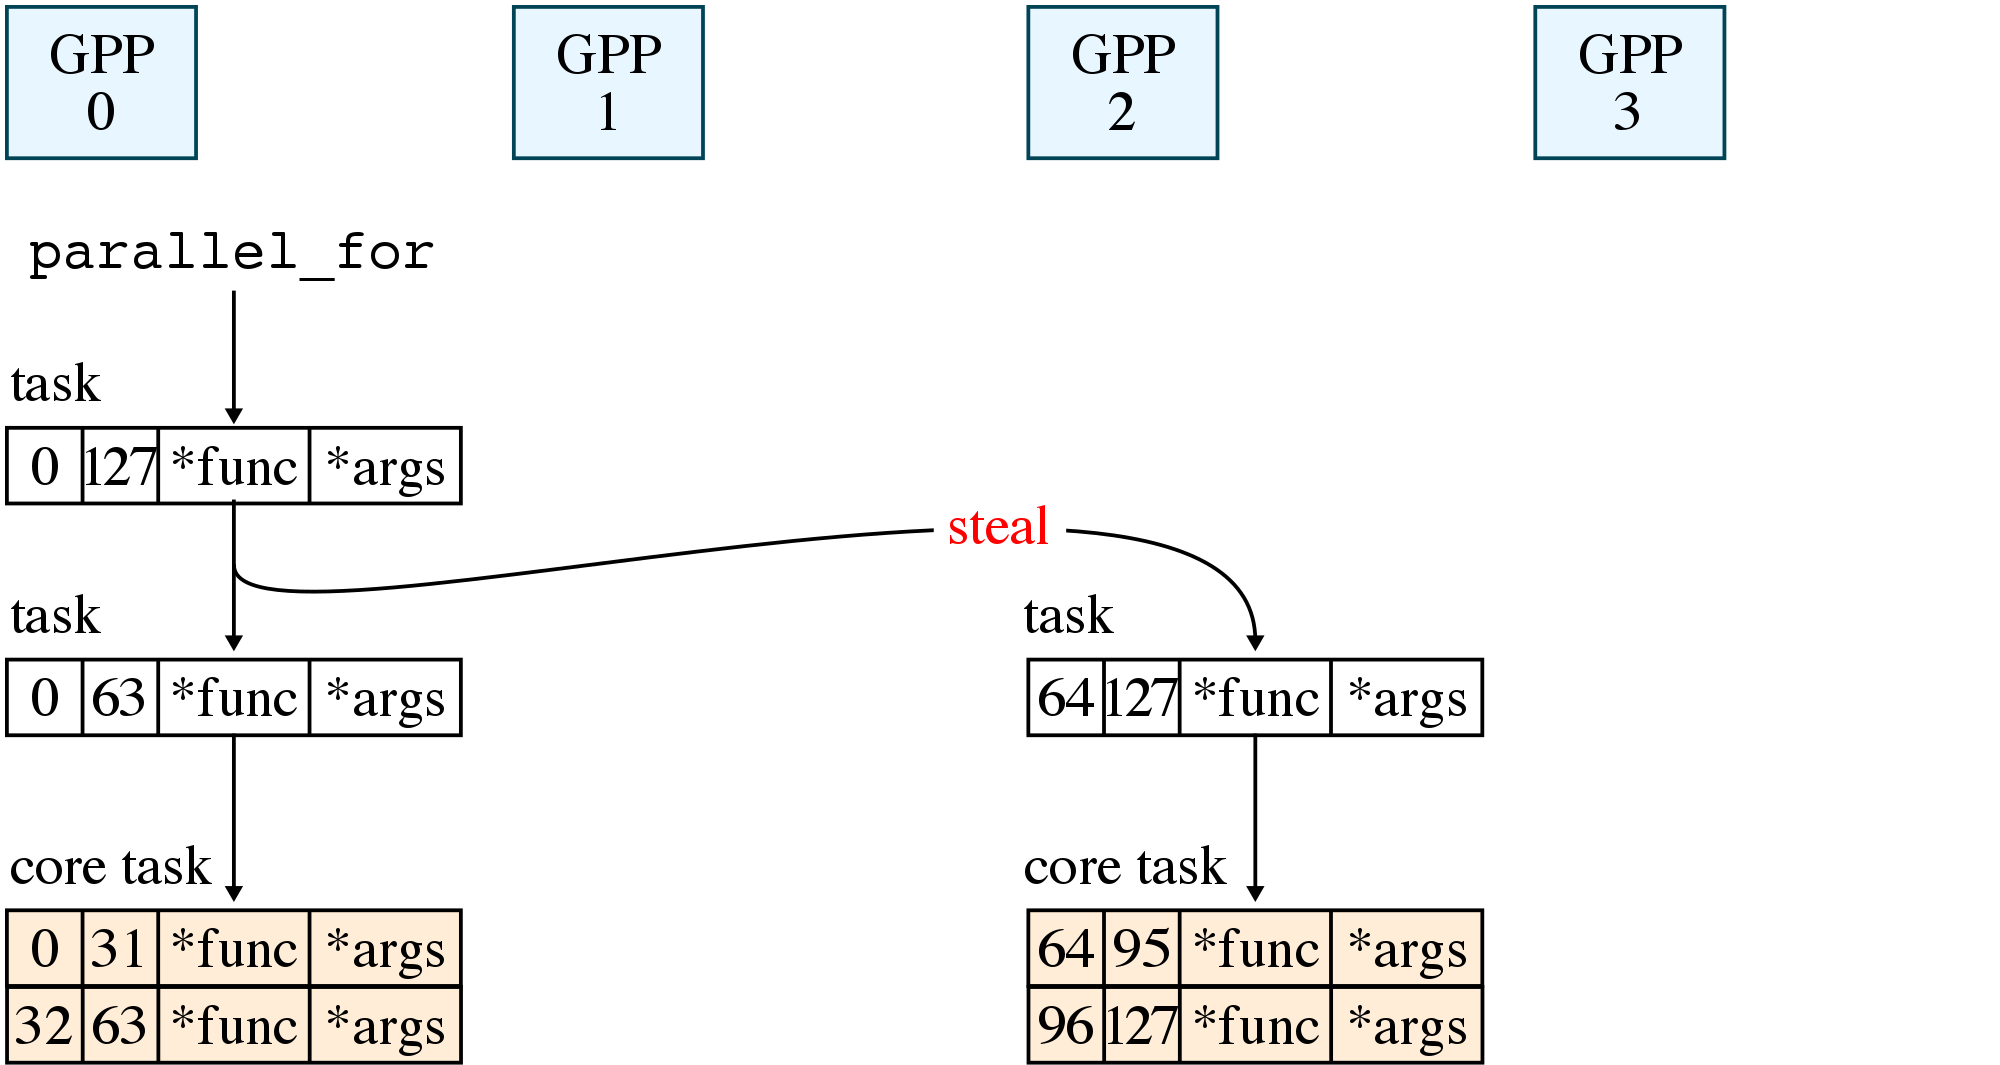 GPP
0
GPP
1
GPP
2
GPP
3
parallel_for
task
0 127 *func *args
steal
task
0 63 *func *args
task
64 127 *func *args
core task
0 31 *func *args
32 63 *func *args
core task
64 95 *func *args
96 127 *func *args